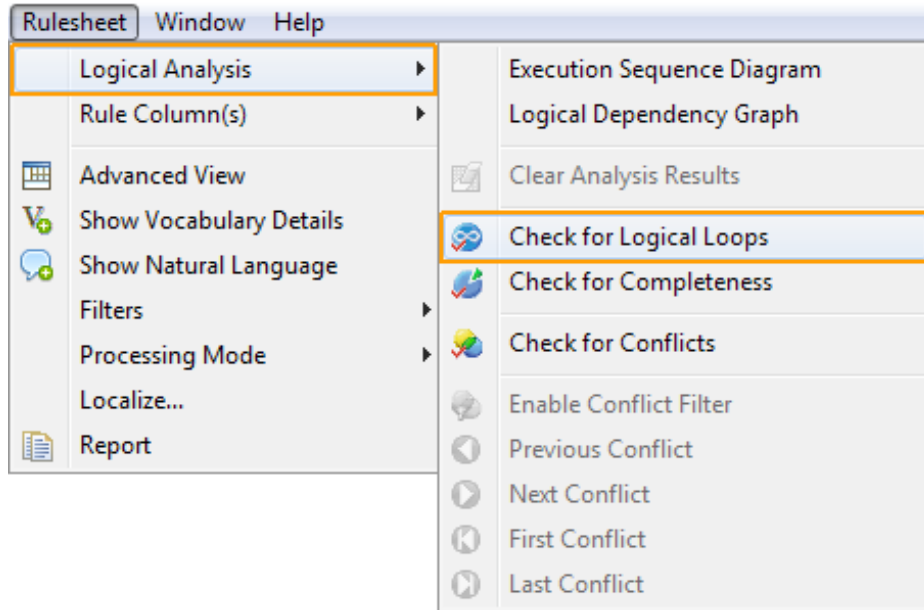 Rulesheet Window Help
Logical Analysis
Rule Column(s)
Advanced View
Show Vocabulary Details
Show Natural Language
Filters
Processing Mode
Localize...
Report
Execution Sequence Diagram
Logical Dependency Graph
Clear Analysis Results
Check for Logical Loops
Check for Completeness
Check for Conflicts
Enable Conflict Filter
Previous Conflict
Next Conflict
First Conflict
Last Conflict